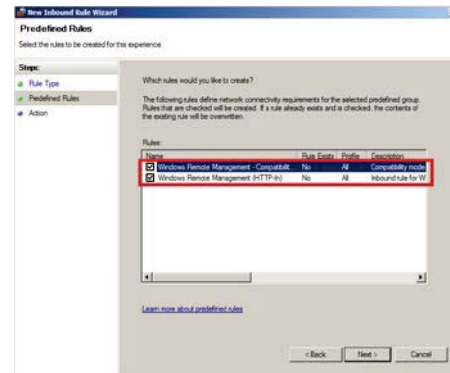 New Inbound Rule Wizard
Predefined Rules
Select the rules to be created for this experience.
Steps:
Rule Type
Predefined Rules
Action
Which rules would you like to create?
The following rules define network connectivity requirements for the selected predefined group.
Rules that are checked will be created. If a rule already exists and is checked, the contents of
the existing rule will be overwritten.
Rules:
Name Rule Exists Profile Description
Windows Remote Management - Compatibilit... No All Compatibility mode
Windows Remote Management (HTTP-In) No All Inbound rule for W
Learn more about predefined rules
< Back Next > Cancel